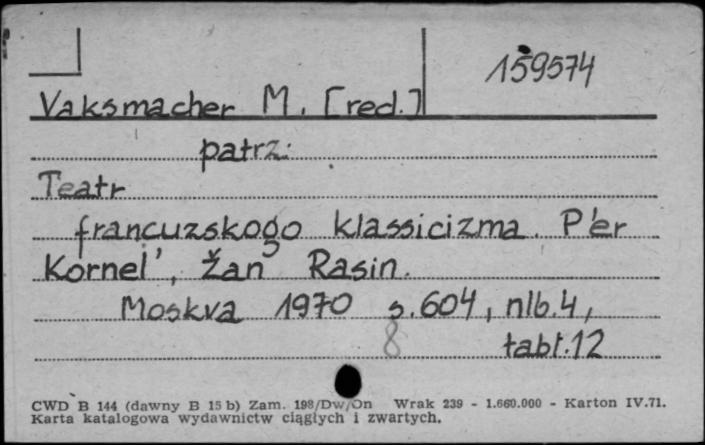 159574
Vaksmacher M. [red.]
patrz:
Teatr
francuzskogo klassicizma. P'er
Kornel', Žan Rasin.
Moskva 1970 s. 604, nlb. 4,
8 tabl. 12
CWD B 144 (dawny B 15 b) Zam. 198/Dw/On Wrak 239 - 1.660.000 - Karton IV.71.
Karta katalogowa wydawnictw ciągłych i zwartych.